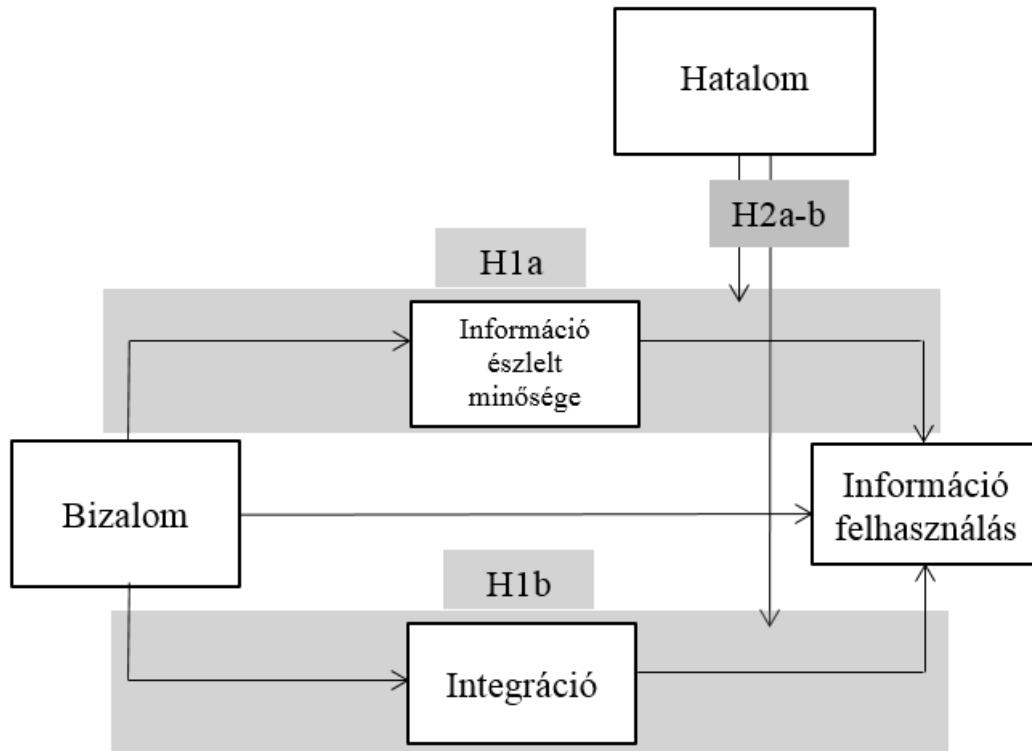 Hatalom
H2a-b
H1a
Információ
észlelt
minősége
Bizalom
Információ
felhasználás
H1b
Integráció